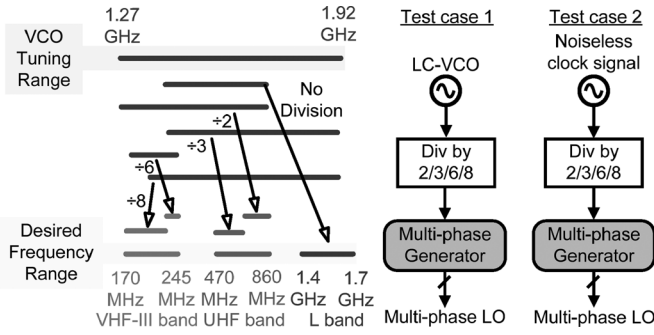 1.27
GHz
1.92
GHz
VCO
Tuning
Range
No
Division
÷2
÷3
÷6
÷8
Desired
Frequency
Range
170
MHz
245
MHz
470
MHz
860
MHz
1.4
GHz
1.7
GHz
VHF-III band
UHF band
L band
Test case 1
LC-VCO
Div by
2/3/6/8
Multi-phase
Generator
Multi-phase LO
Test case 2
Noiseless
clock signal
Div by
2/3/6/8
Multi-phase
Generator
Multi-phase LO